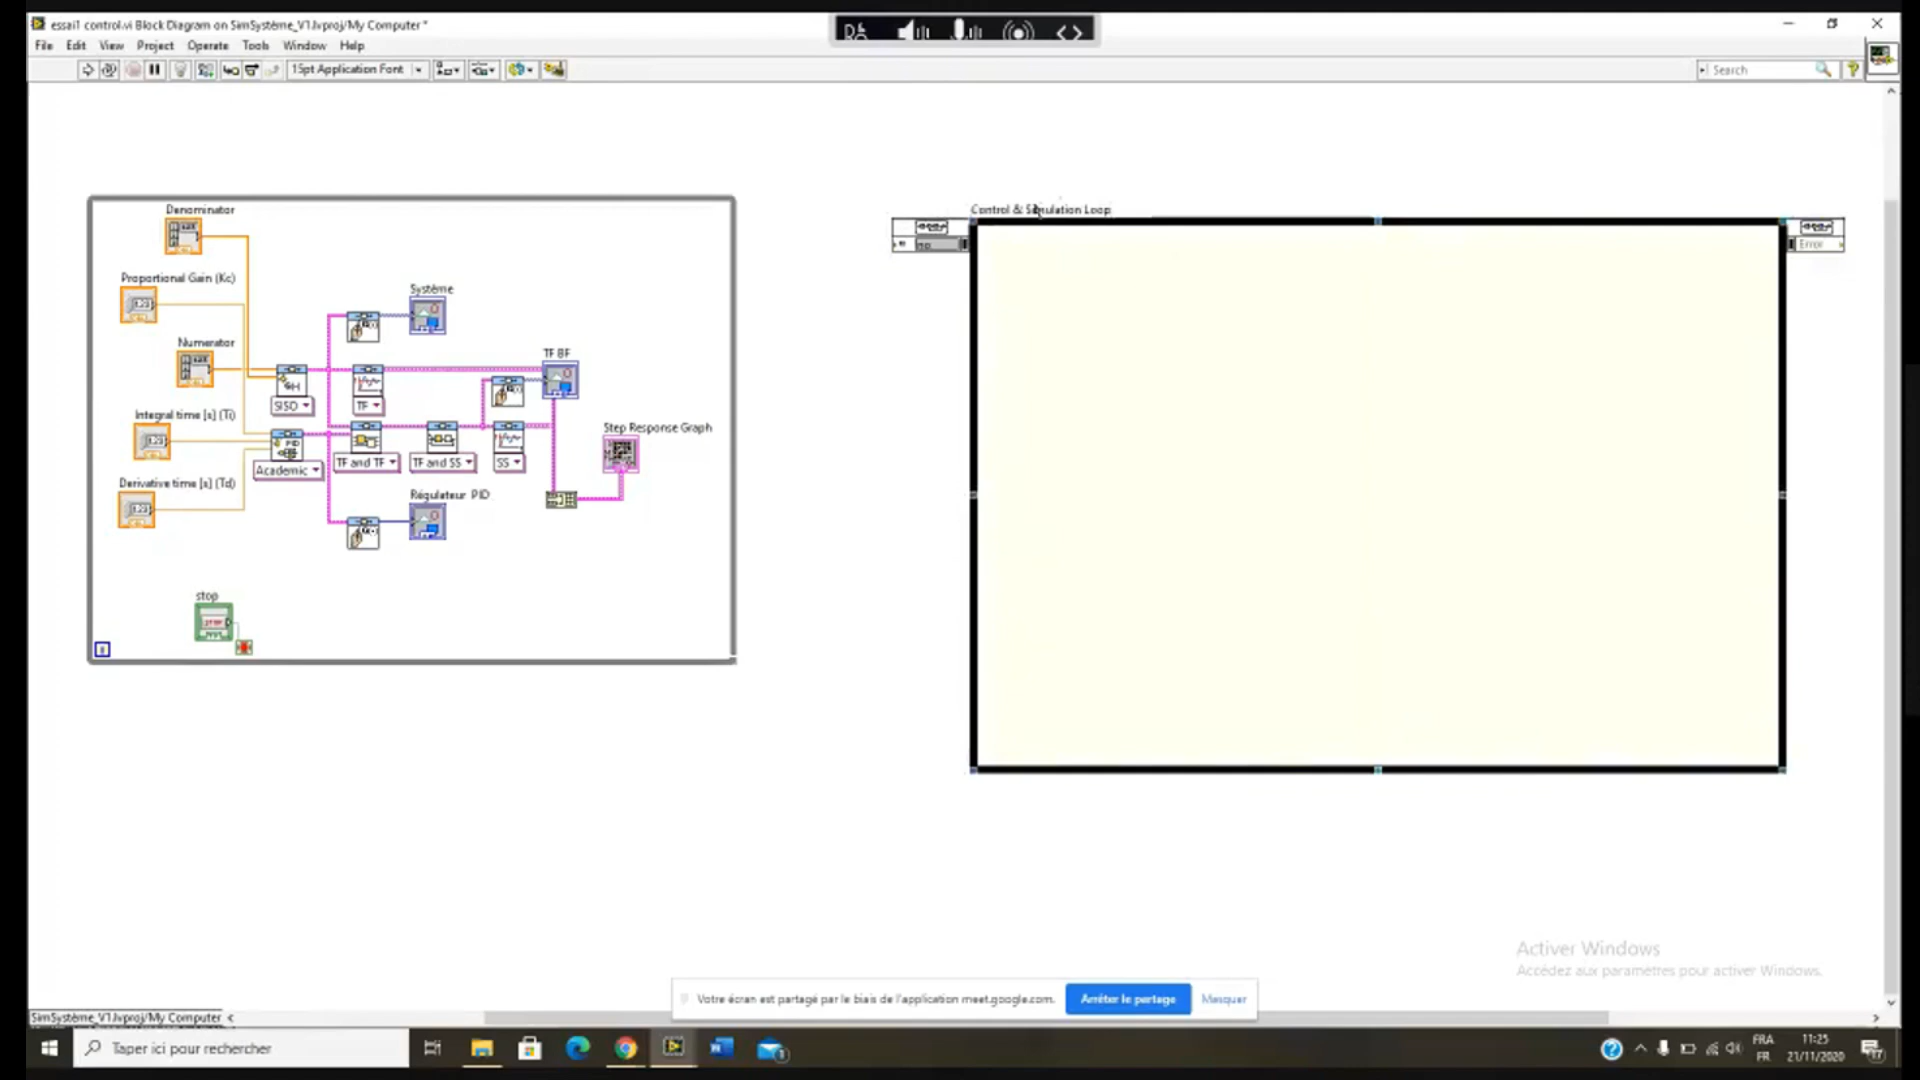 essai1 control.vi Block Diagram on SimSystème_V1.lvproj/My Computer *
File Edit View Project Operate Tools Window Help
15pt Application Font
Search
Denominator
Proportional Gain (Kc)
Numerator
Integral time [s] (Ti)
Derivative time [s] (Td)
Système
TF BF
SISO
TF
Step Response Graph
PID
Academic
TF and TF
TF and SS
SS
Régulateur PID
stop
STOP
i
Control & Simulation Loop
Error
Activer Windows
Accédez aux paramètres pour activer Windows.
Votre écran est partagé par le biais de l'application meet.google.com.
Arrêter le partage
Masquer
SimSystème_V1.lvproj/My Computer
Taper ici pour rechercher
FRA
FR
11:25
21/11/2020